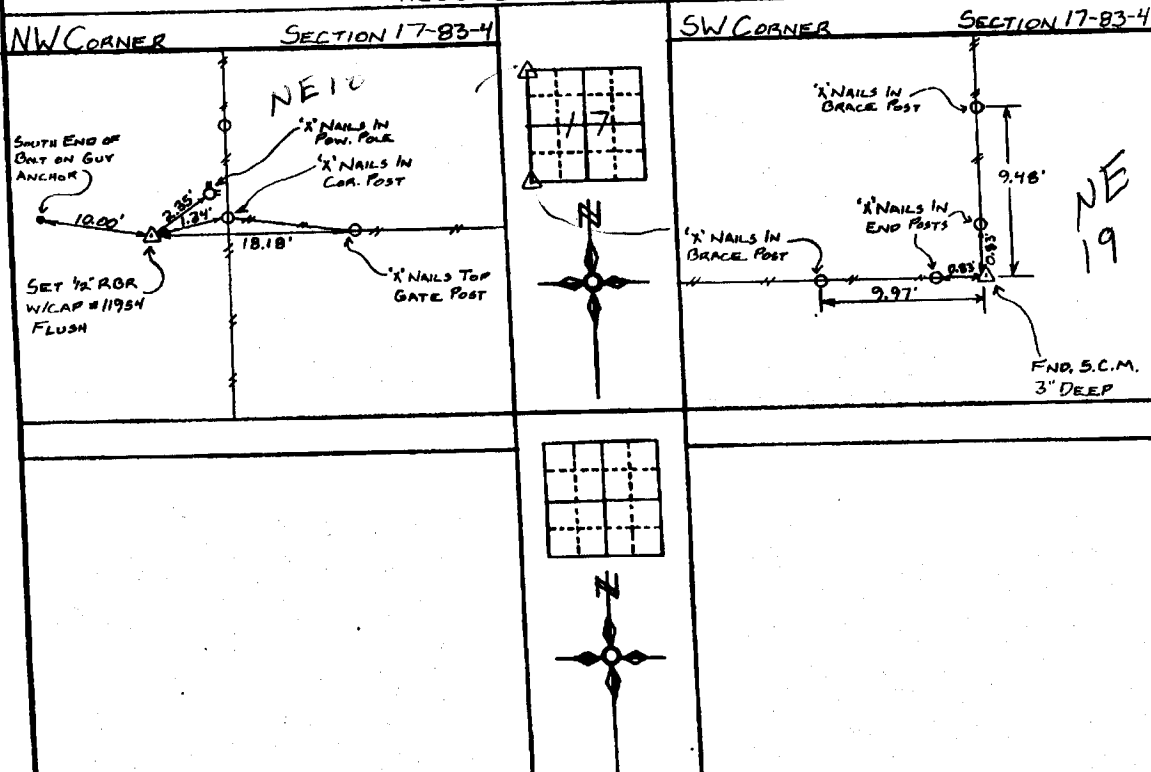 NW CORNER SECTION 17-83-4
NE 18
SOUTH END OF
BOLT ON GUY
ANCHOR
'X' NAILS IN
POW. POLE
'X' NAILS IN
COR. POST
10.00'
2.35'
1.24'
18.18'
SET 1/2" RBR
W/CAP #11954
FLUSH
'X' NAILS TOP
GATE POST
17
N
SW CORNER SECTION 17-83-4
'X' NAILS IN
BRACE POST
9.48'
NE
19
'X' NAILS IN
END POSTS
'X' NAILS IN
BRACE POST
0.83'
0.83'
9.97'
FND. S.C.M.
3" DEEP
N